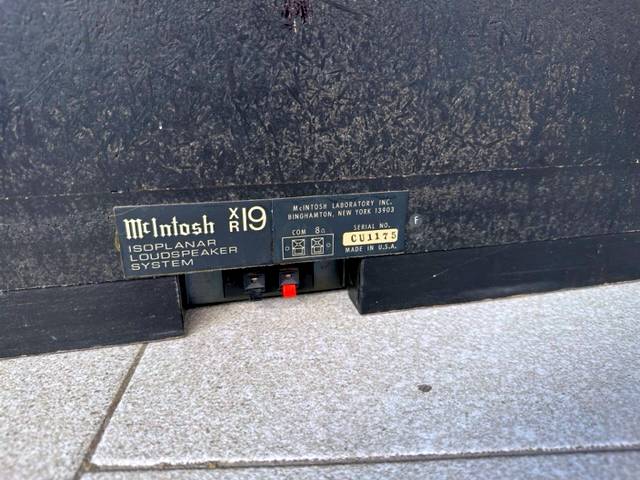 McIntosh XR19
ISOPLANAR
LOUDSPEAKER
SYSTEM
McINTOSH LABORATORY INC.
BINGHAMTON, NEW YORK 13903
COM 8Ω
SERIAL NO.
CU1175
MADE IN U.S.A.
F